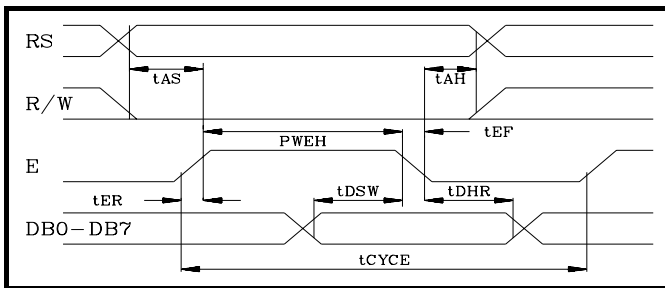 RS
tAS
tAH
R/W
PWEH
tEF
E
tER
tDSW
tDHR
DB0-DB7
tCYCE